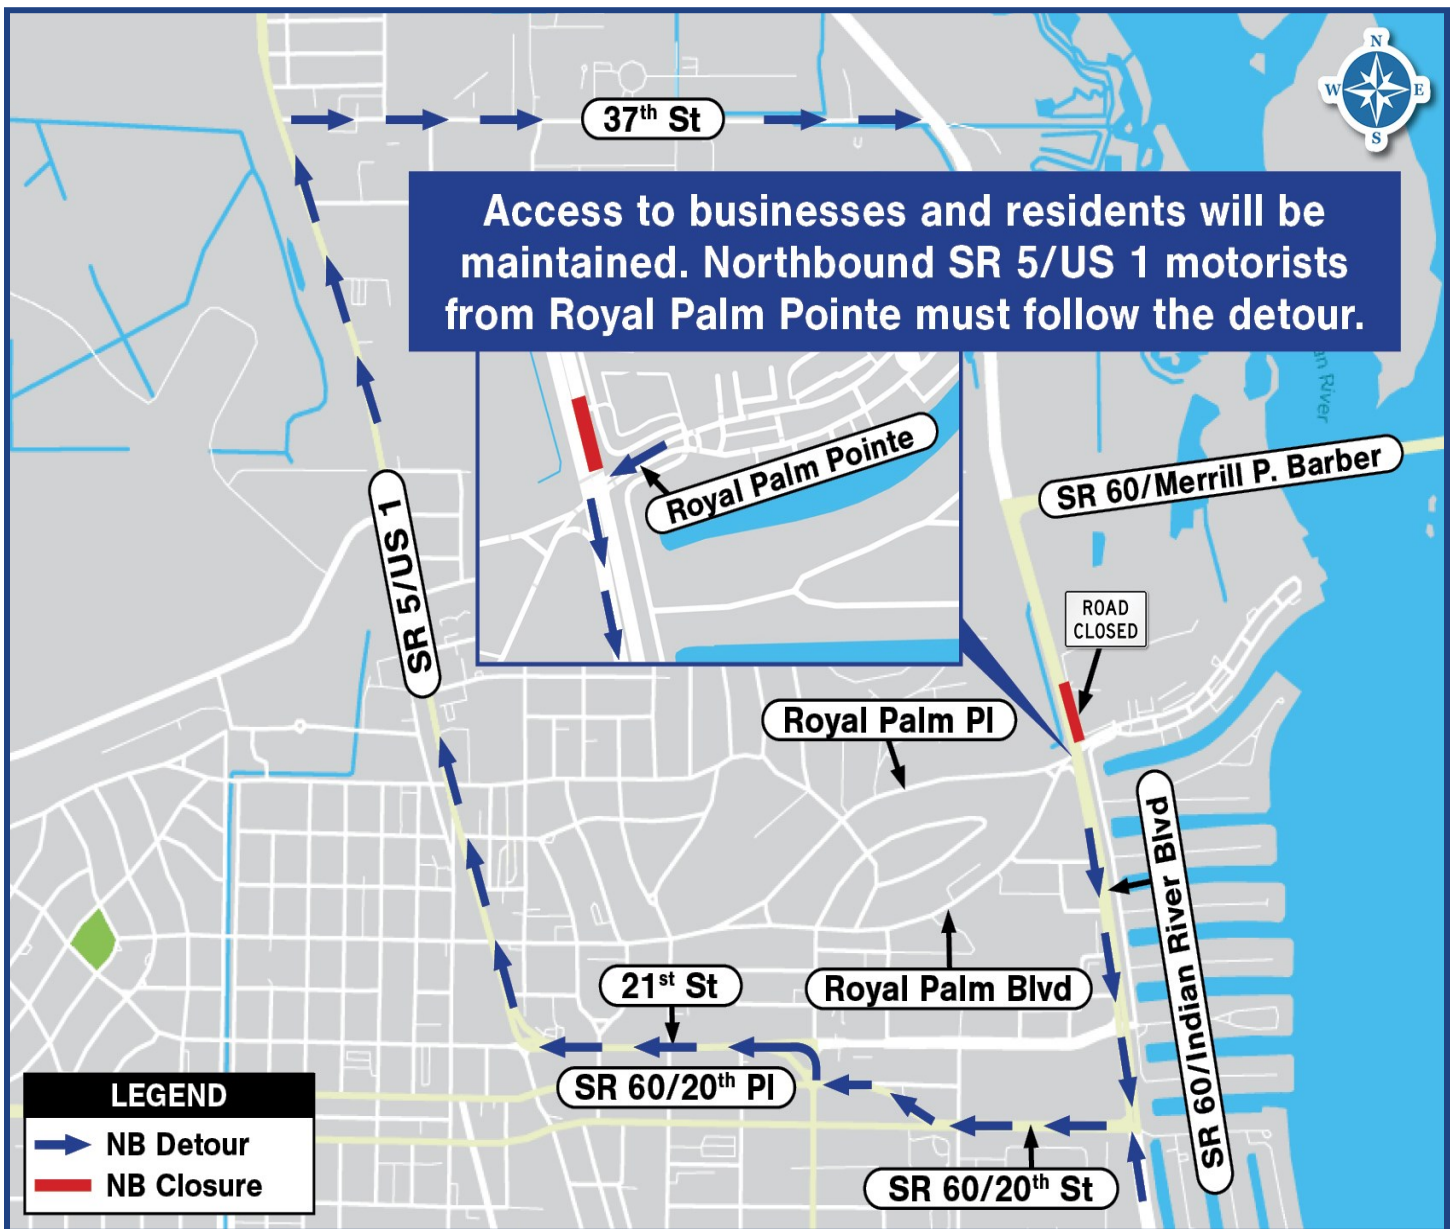 N
W E
S
37th St
Access to businesses and residents will be
maintained. Northbound SR 5/US 1 motorists
from Royal Palm Pointe must follow the detour.
River
Royal Palm Pointe
SR 60/Merrill P. Barber
SR 5/US 1
ROAD
CLOSED
Royal Palm Pl
SR 60/Indian River Blvd
21st St
Royal Palm Blvd
SR 60/20th Pl
SR 60/20th St
LEGEND
NB Detour
NB Closure